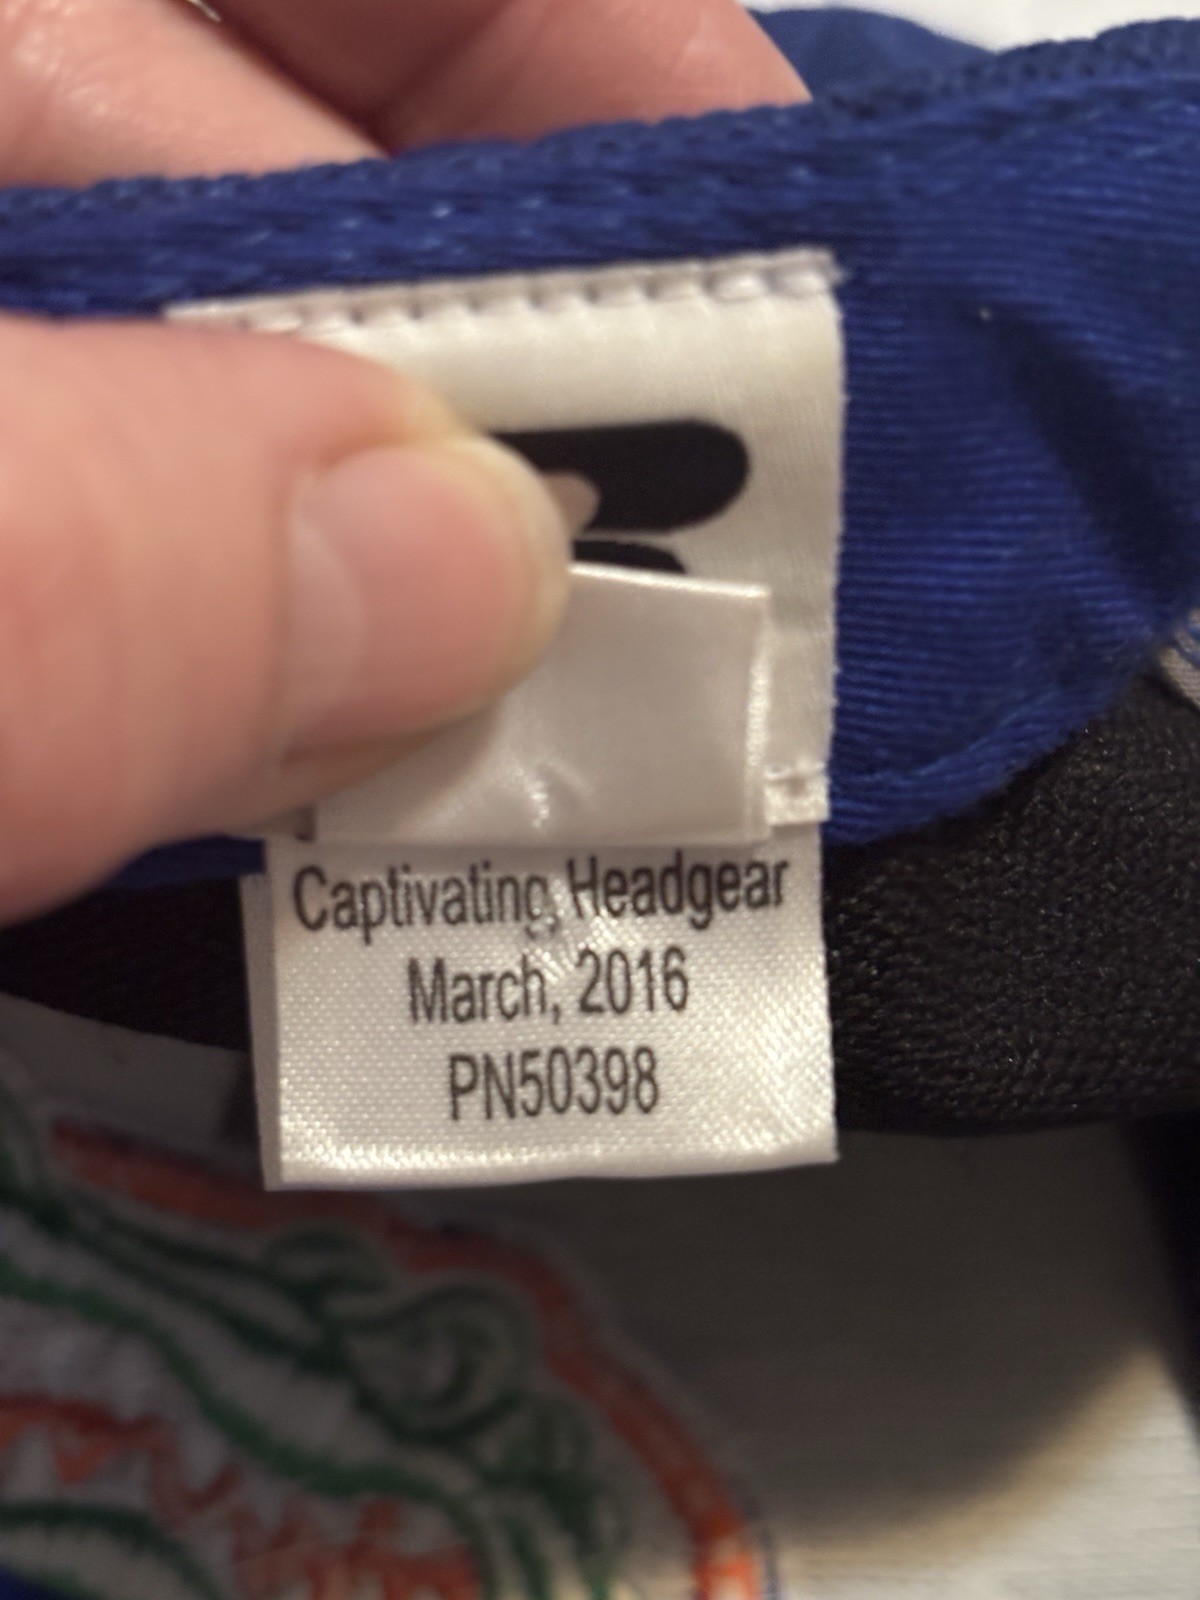 Captivating Headgear
March, 2016
PN50398